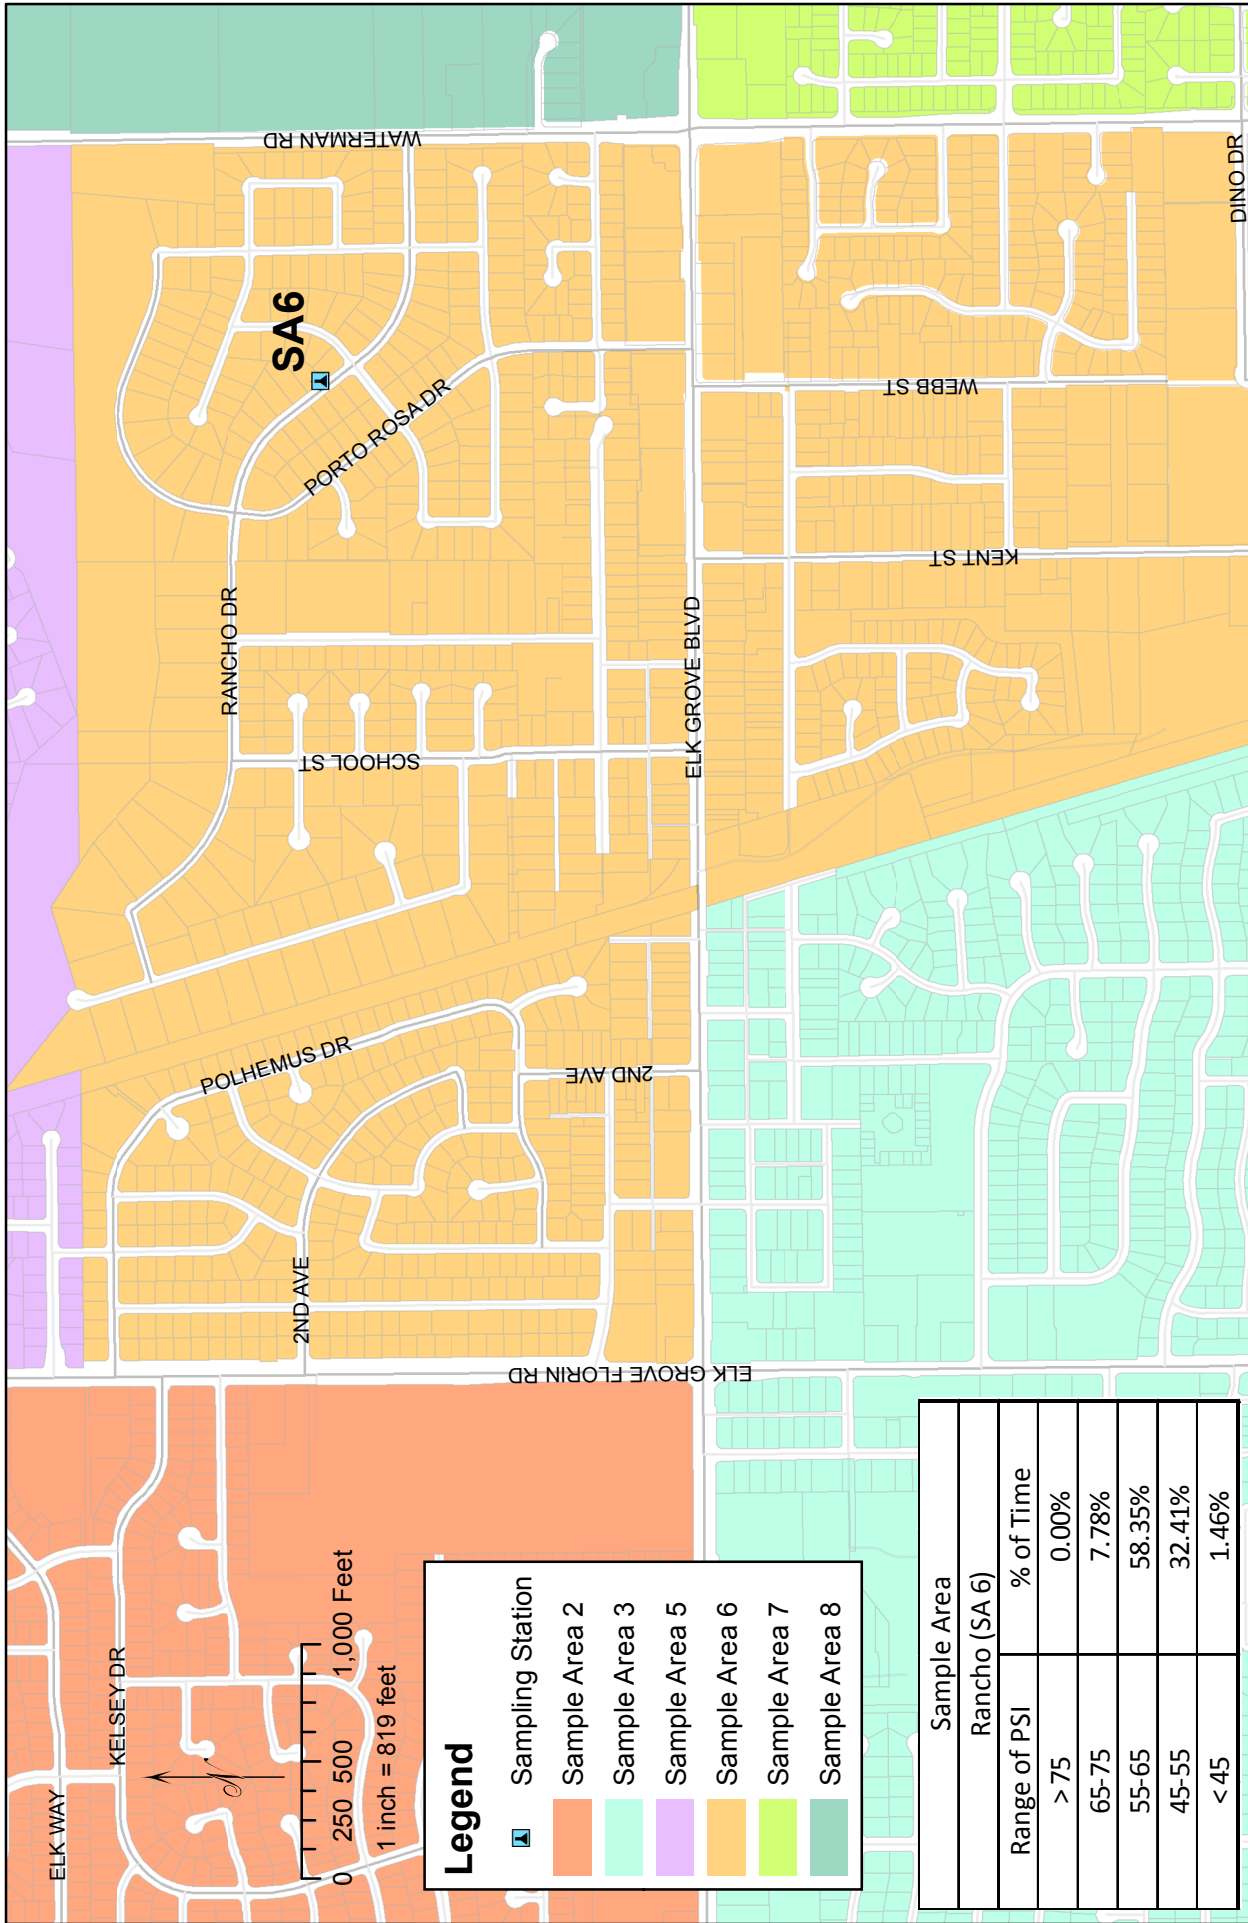 ELK WAY
KELSEY DR
2ND AVE
POLHEMUS DR
2ND AVE
SCHOOL ST
RANCHO DR
PORTO ROSA DR
SA6
WATERMAN RD
ELK GROVE FLORIN RD
ELK GROVE BLVD
KENT ST
WEBB ST
DINO DR
0 250 500 1,000 Feet
1 inch = 819 feet
Legend
Sampling Station
Sample Area 2
Sample Area 3
Sample Area 5
Sample Area 6
Sample Area 7
Sample Area 8
Sample Area
Rancho (SA 6)
Range of PSI % of Time
> 75 0.00%
65-75 7.78%
55-65 58.35%
45-55 32.41%
< 45 1.46%